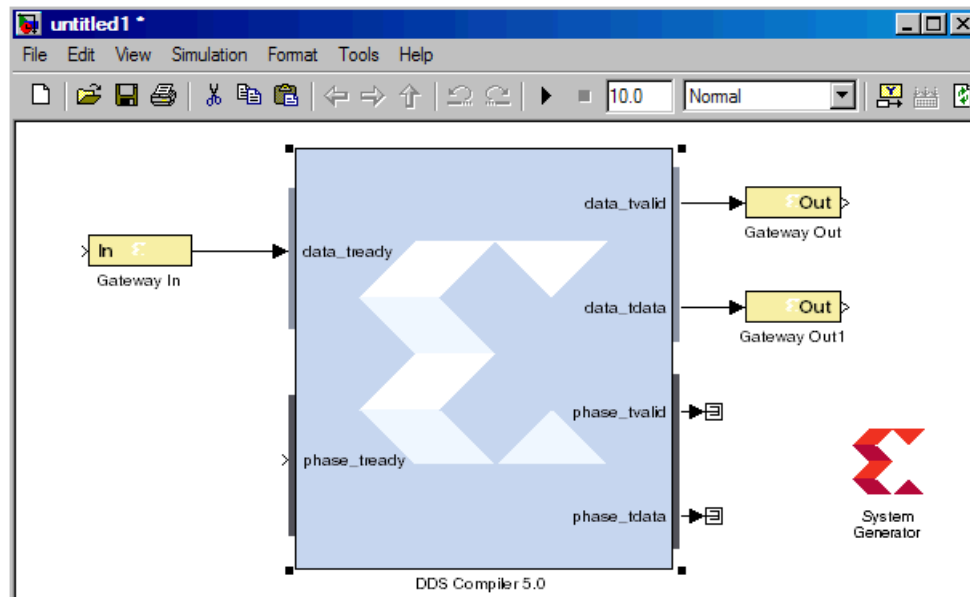 untitled1 *
File Edit View Simulation Format Tools Help
10.0 Normal
data_tvalid
Out
Gateway Out
In
data_tready
Gateway In
data_tdata
Out
Gateway Out1
phase_tvalid
phase_tready
phase_tdata
System
Generator
DDS Compiler 5.0